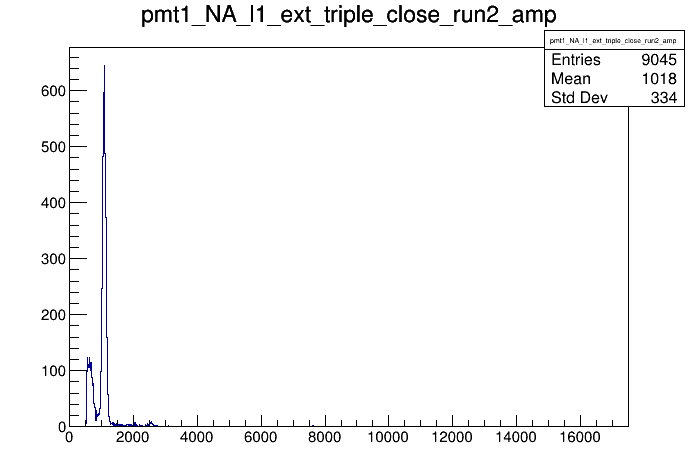 pmt1_NA_l1_ext_triple_close_run2_amp
pmt1_NA_l1_ext_triple_close_run2_amp
Entries 9045
Mean 1018
Std Dev 334
600
500
400
300
200
100
0
0 2000 4000 6000 8000 10000 12000 14000 16000